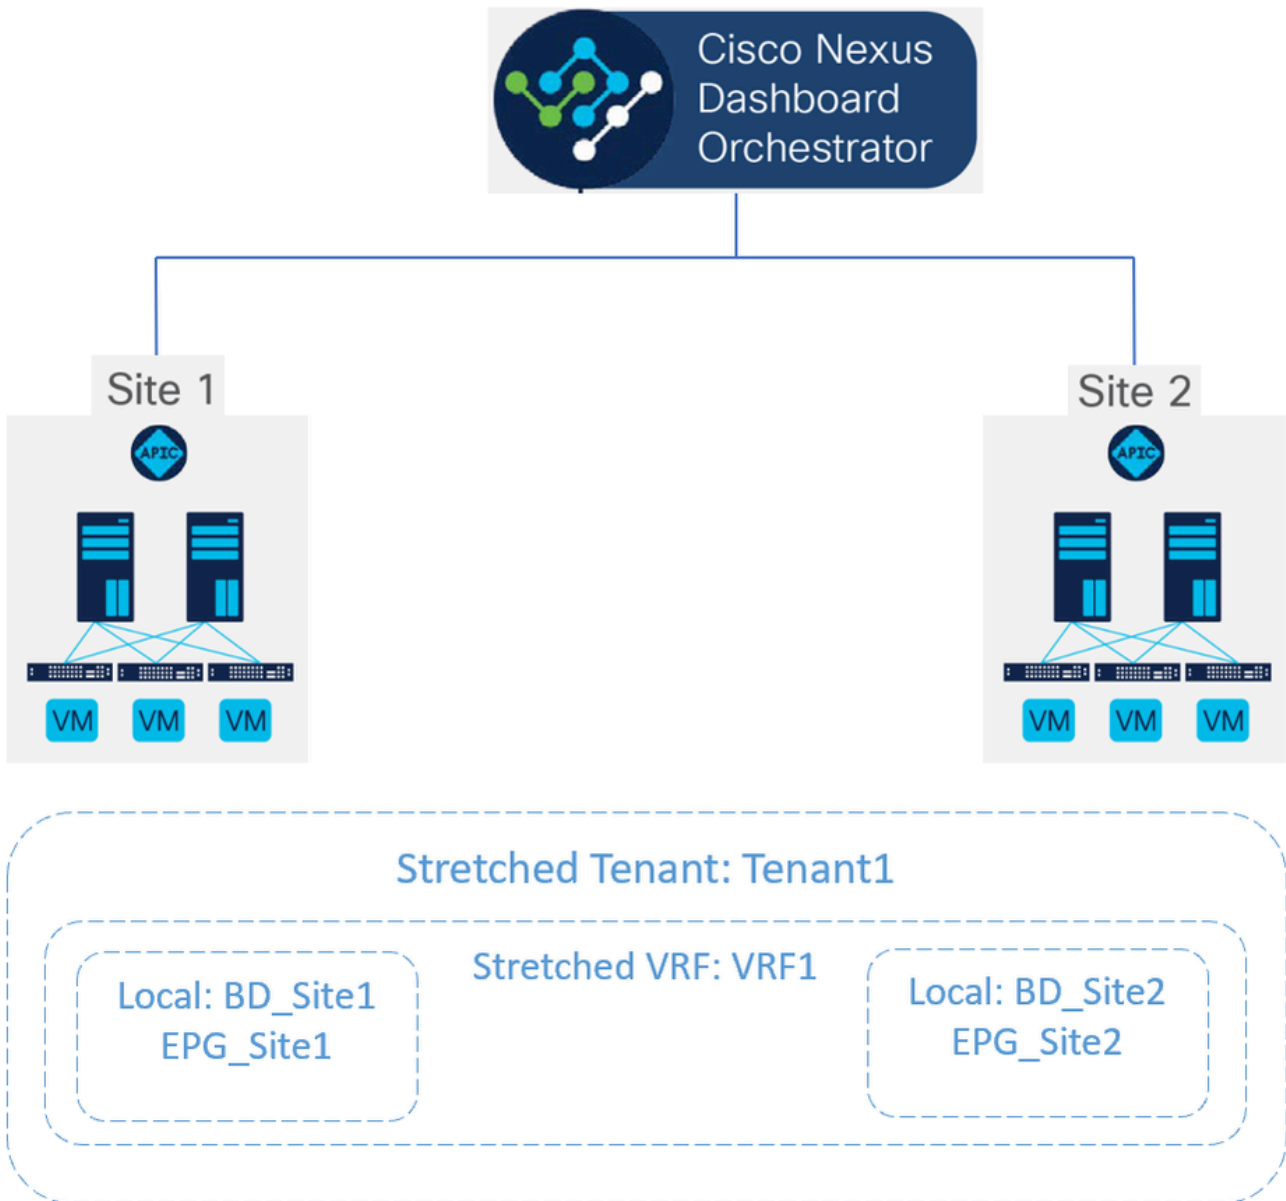 Cisco Nexus
Dashboard
Orchestrator
Site 1
Site 2
APIC
APIC
VM VM VM
VM VM VM
Stretched Tenant: Tenant1
Stretched VRF: VRF1
Local: BD_Site1
EPG_Site1
Local: BD_Site2
EPG_Site2